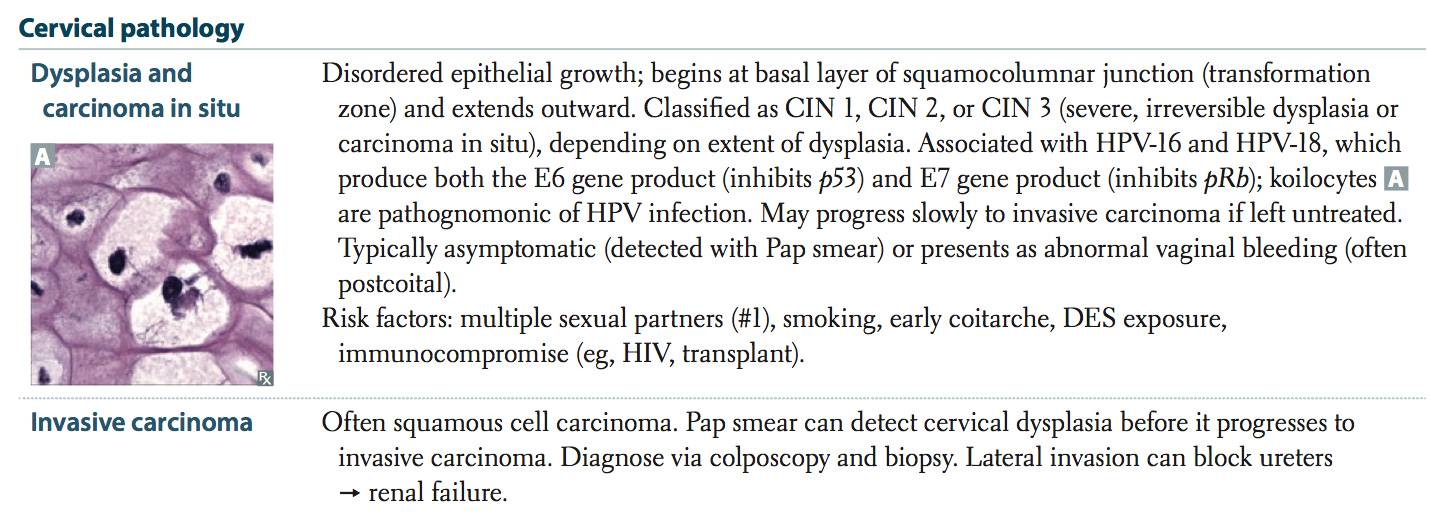 Cervical pathology
Dysplasia and
carcinoma in situ
A
Rx
Disordered epithelial growth; begins at basal layer of squamocolumnar junction (transformation
zone) and extends outward. Classified as CIN 1, CIN 2, or CIN 3 (severe, irreversible dysplasia or
carcinoma in situ), depending on extent of dysplasia. Associated with HPV-16 and HPV-18, which
produce both the E6 gene product (inhibits p53) and E7 gene product (inhibits pRb); koilocytes A
are pathognomonic of HPV infection. May progress slowly to invasive carcinoma if left untreated.
Typically asymptomatic (detected with Pap smear) or presents as abnormal vaginal bleeding (often
postcoital).
Risk factors: multiple sexual partners (#1), smoking, early coitarche, DES exposure,
immunocompromise (eg, HIV, transplant).
Invasive carcinoma
Often squamous cell carcinoma. Pap smear can detect cervical dysplasia before it progresses to
invasive carcinoma. Diagnose via colposcopy and biopsy. Lateral invasion can block ureters
→ renal failure.